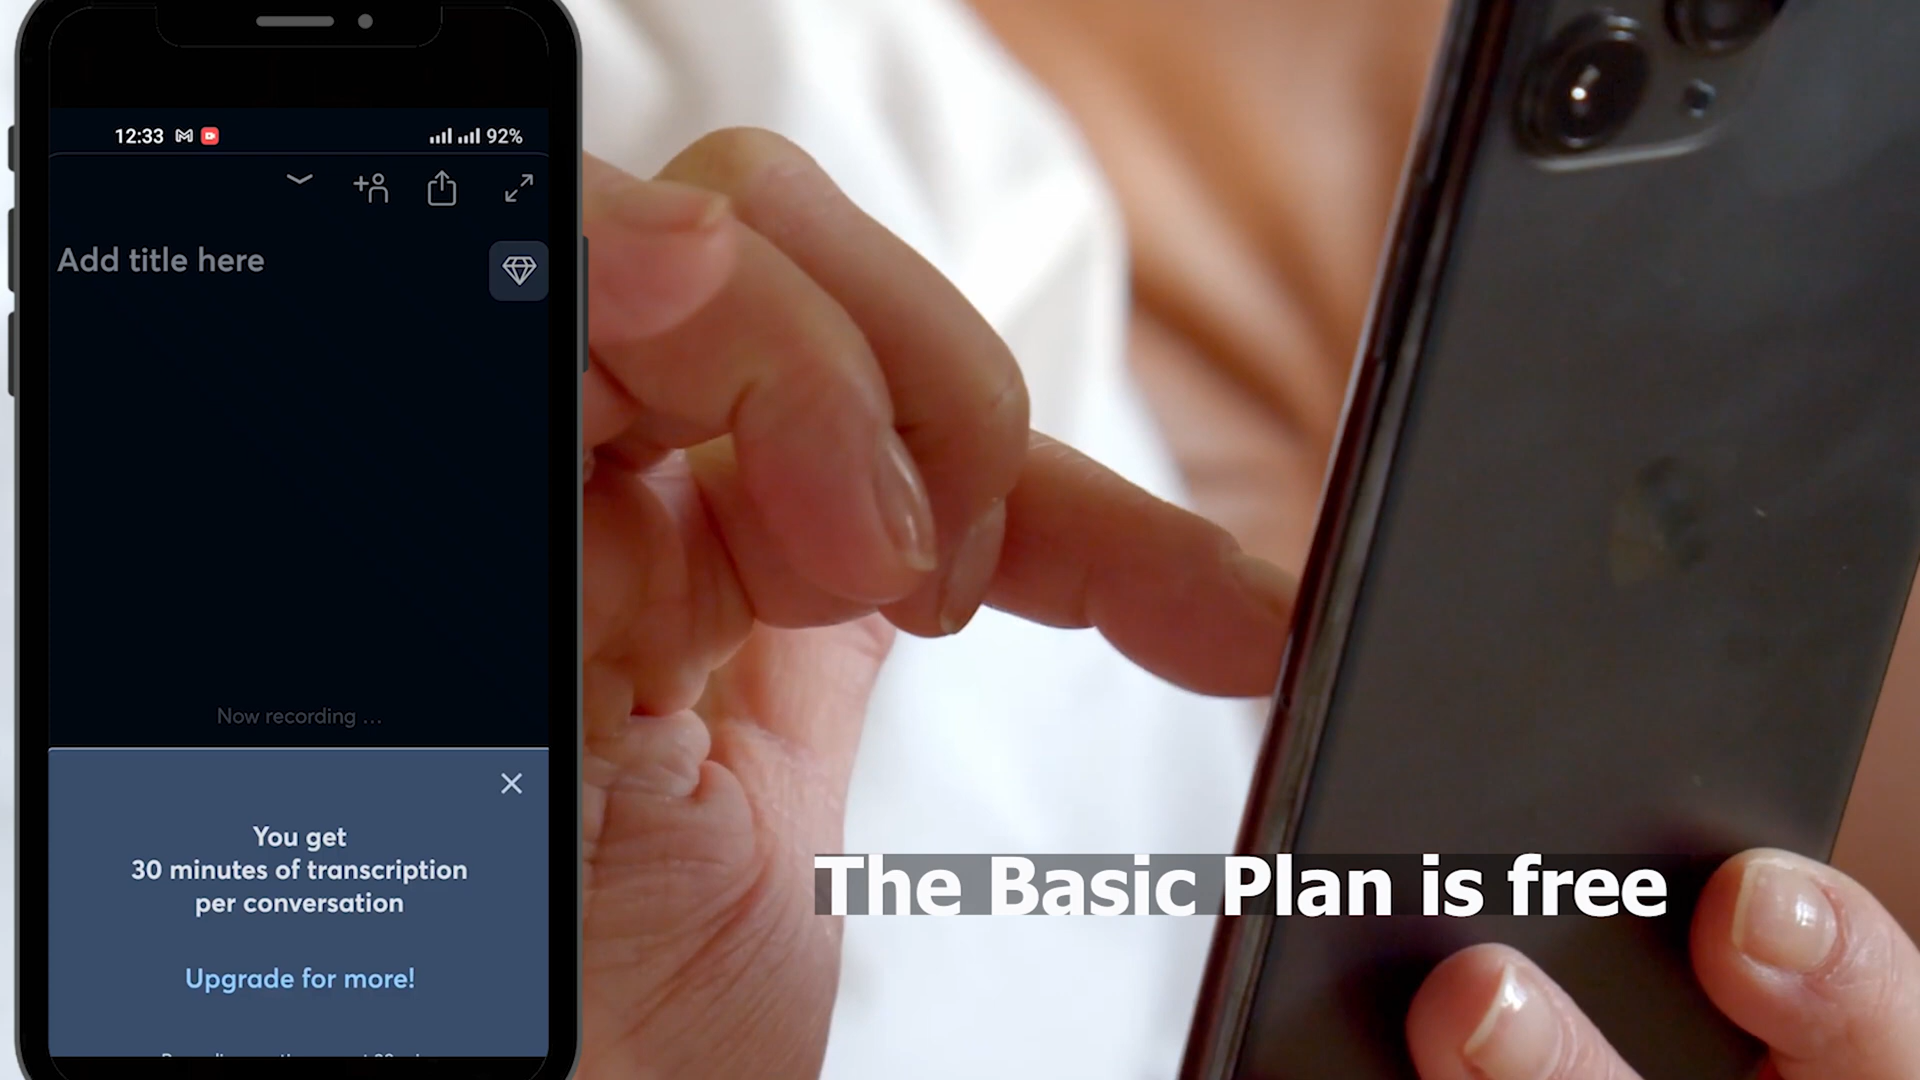 12:33
92%
Add title here
Now recording ...
You get
30 minutes of transcription
per conversation
Upgrade for more!
The Basic Plan is free